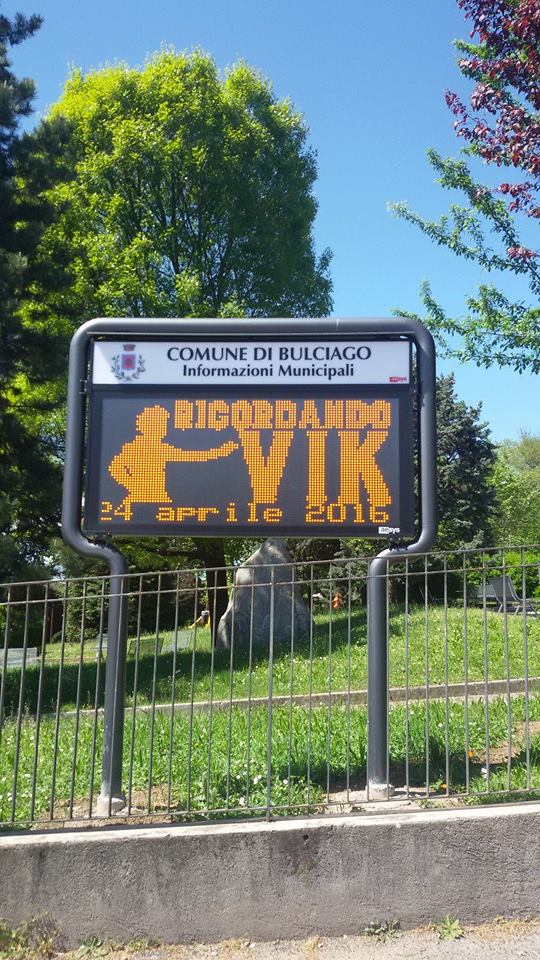 COMUNE DI BULCIAGO
Informazioni Municipali
RICORDANDO
VIK
24 aprile 2016